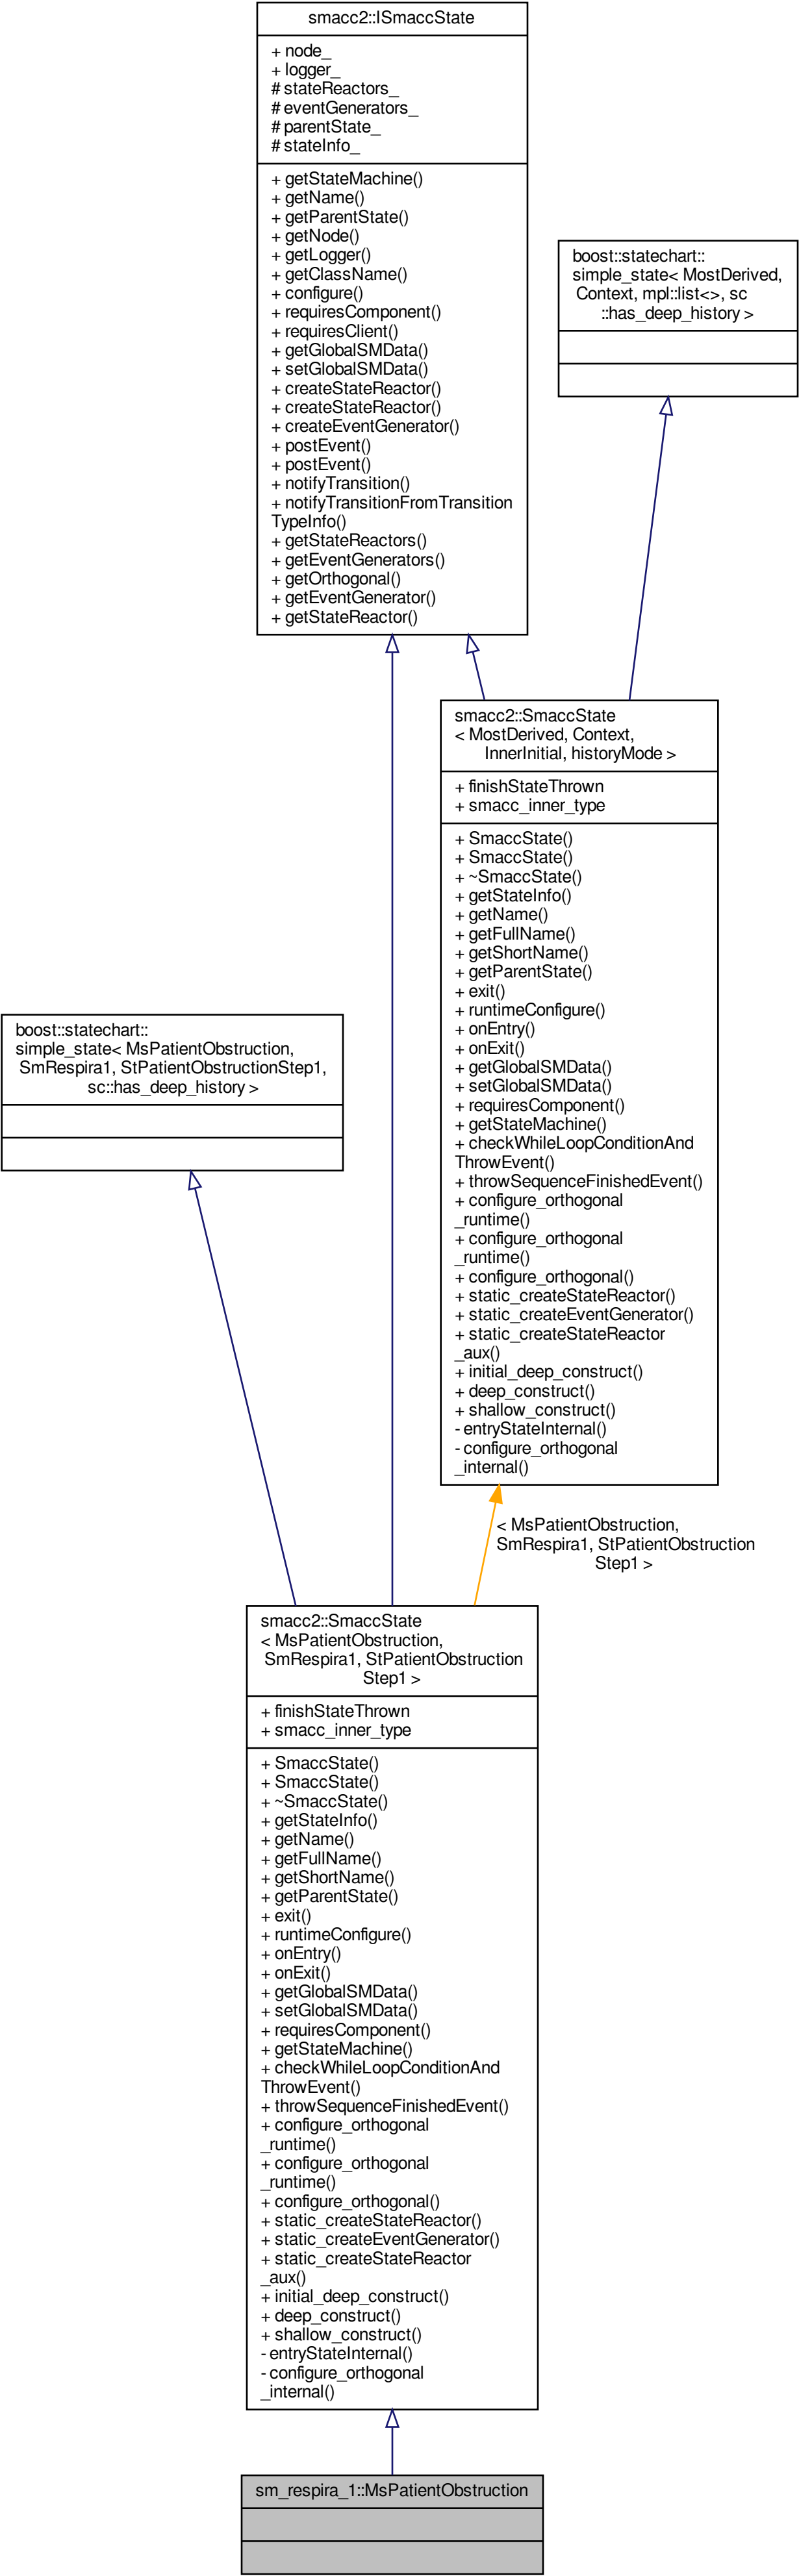 smacc2::ISmaccState
+ node_
+ logger_
# stateReactors_
# eventGenerators_
# parentState_
# stateInfo_
+ getStateMachine()
+ getName()
+ getParentState()
+ getNode()
+ getLogger()
+ getClassName()
+ configure()
+ requiresComponent()
+ requiresClient()
+ getGlobalSMData()
+ setGlobalSMData()
+ createStateReactor()
+ createStateReactor()
+ createEventGenerator()
+ postEvent()
+ postEvent()
+ notifyTransition()
+ notifyTransitionFromTransition
TypeInfo()
+ getStateReactors()
+ getEventGenerators()
+ getOrthogonal()
+ getEventGenerator()
+ getStateReactor()
boost::statechart::
simple_state< MostDerived,
Context, mpl::list<>, sc
::has_deep_history >
smacc2::SmaccState
< MostDerived, Context,
InnerInitial, historyMode >
+ finishStateThrown
+ smacc_inner_type
+ SmaccState()
+ SmaccState()
+ ~SmaccState()
+ getStateInfo()
+ getName()
+ getFullName()
+ getShortName()
+ getParentState()
+ exit()
+ runtimeConfigure()
+ onEntry()
+ onExit()
+ getGlobalSMData()
+ setGlobalSMData()
+ requiresComponent()
+ getStateMachine()
+ checkWhileLoopConditionAnd
ThrowEvent()
+ throwSequenceFinishedEvent()
+ configure_orthogonal
_runtime()
+ configure_orthogonal
_runtime()
+ configure_orthogonal()
+ static_createStateReactor()
+ static_createEventGenerator()
+ static_createStateReactor
_aux()
+ initial_deep_construct()
+ deep_construct()
+ shallow_construct()
- entryStateInternal()
- configure_orthogonal
_internal()
boost::statechart::
simple_state< MsPatientObstruction,
SmRespira1, StPatientObstructionStep1,
sc::has_deep_history >
< MsPatientObstruction,
SmRespira1, StPatientObstruction
Step1 >
smacc2::SmaccState
< MsPatientObstruction,
SmRespira1, StPatientObstruction
Step1 >
+ finishStateThrown
+ smacc_inner_type
+ SmaccState()
+ SmaccState()
+ ~SmaccState()
+ getStateInfo()
+ getName()
+ getFullName()
+ getShortName()
+ getParentState()
+ exit()
+ runtimeConfigure()
+ onEntry()
+ onExit()
+ getGlobalSMData()
+ setGlobalSMData()
+ requiresComponent()
+ getStateMachine()
+ checkWhileLoopConditionAnd
ThrowEvent()
+ throwSequenceFinishedEvent()
+ configure_orthogonal
_runtime()
+ configure_orthogonal
_runtime()
+ configure_orthogonal()
+ static_createStateReactor()
+ static_createEventGenerator()
+ static_createStateReactor
_aux()
+ initial_deep_construct()
+ deep_construct()
+ shallow_construct()
- entryStateInternal()
- configure_orthogonal
_internal()
sm_respira_1::MsPatientObstruction